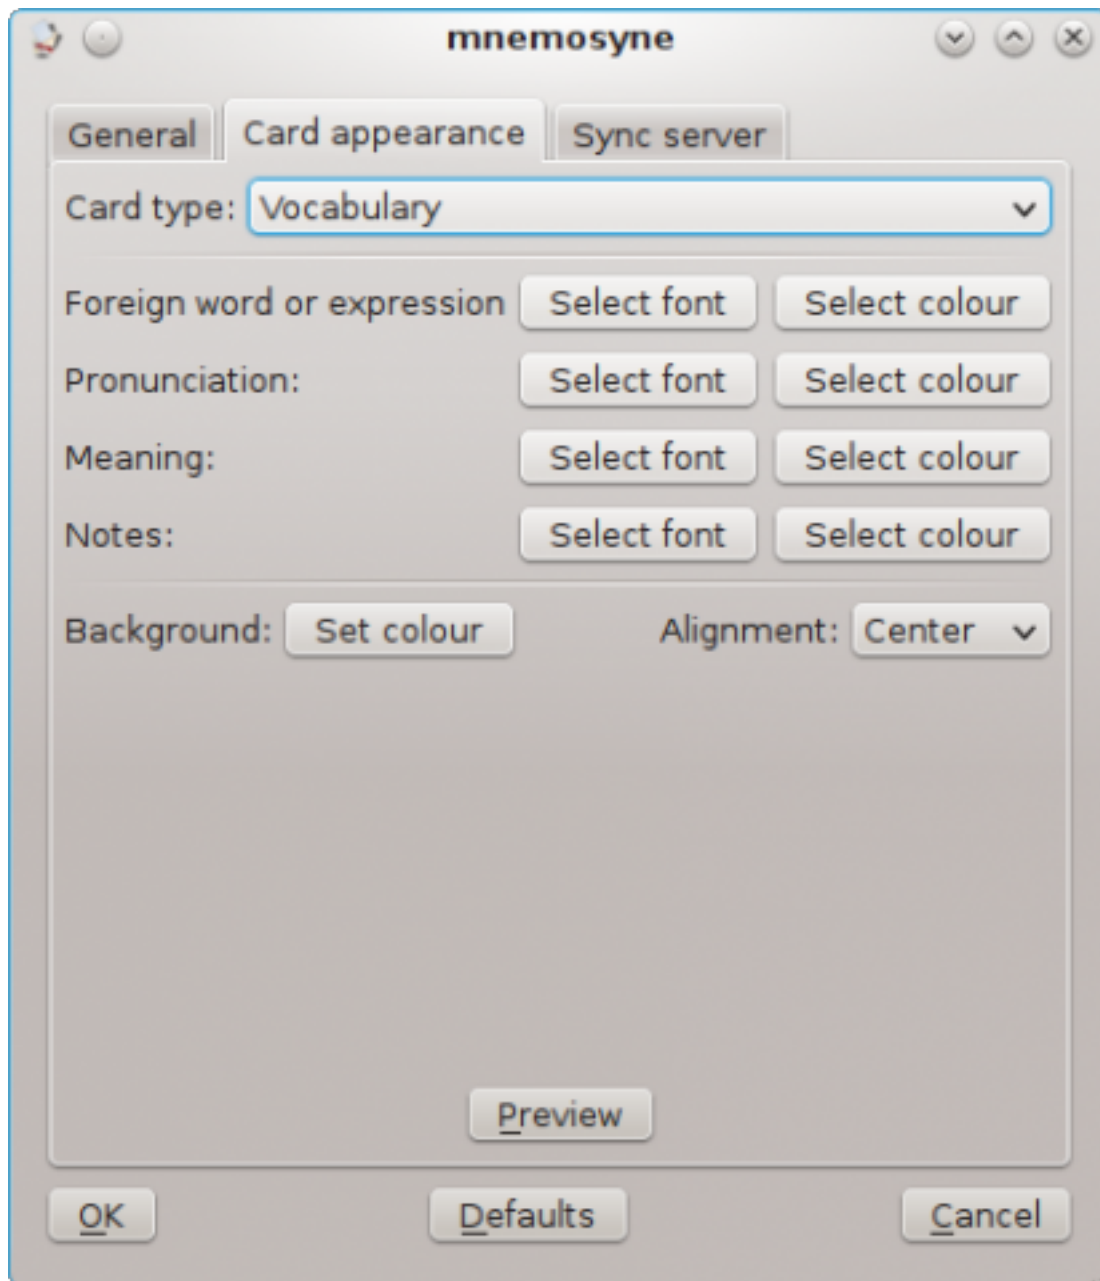 mnemosyne
General Card appearance Sync server
Card type: Vocabulary
Foreign word or expression Select font Select colour
Pronunciation: Select font Select colour
Meaning: Select font Select colour
Notes: Select font Select colour
Background: Set colour Alignment: Center
Preview
OK Defaults Cancel